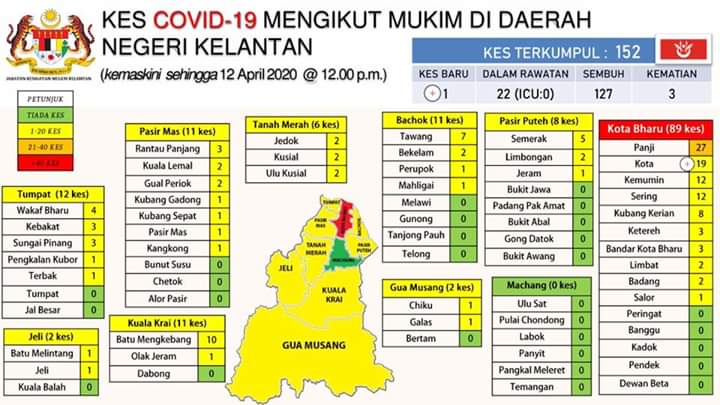 KES COVID-19 MENGIKUT MUKIM DI DAERAH
NEGERI KELANTAN
(kemaskini sehingga 12 April 2020 @ 12.00 p.m.)
JABATAN KESIHATAN NEGERI KELANTAN
KES TERKUMPUL : 152
KES BARU DALAM RAWATAN SEMBUH KEMATIAN
+1 22 (ICU:0) 127 3
PETUNJUK
TIADA KES
1-20 KES
21-40 KES
>40 KES
Tumpat (12 kes)
Wakaf Bharu 4
Kebakat 3
Sungai Pinang 3
Pengkalan Kubor 1
Terbak 1
Tumpat 0
Jal Besar 0
Jeli (2 kes)
Batu Melintang 1
Jeli 1
Kuala Balah 0
Pasir Mas (11 kes)
Rantau Panjang 3
Kuala Lemal 2
Gual Periok 2
Kubang Gadong 1
Kubang Sepat 1
Pasir Mas 1
Kangkong 1
Bunut Susu 0
Chetok 0
Alor Pasir 0
Kuala Krai (11 kes)
Batu Mengkebang 10
Olak Jeram 1
Dabong 0
Tanah Merah (6 kes)
Jedok 2
Kusial 2
Ulu Kusial 2
TUMPAT
PASIR MAS
BACHOK
TANAH MERAH
PASIR PUTEH
MACHANG
JELI
KUALA KRAI
GUA MUSANG
Bachok (11 kes)
Tawang 7
Bekelam 2
Perupok 1
Mahligai 1
Melawi 0
Gunong 0
Tanjong Pauh 0
Telong 0
Gua Musang (2 kes)
Chiku 1
Galas 1
Bertam 0
Pasir Puteh (8 kes)
Semerak 5
Limbongan 2
Jeram 1
Bukit Jawa 0
Padang Pak Amat 0
Bukit Abal 0
Gong Datok 0
Bukit Awang 0
Machang (0 kes)
Ulu Sat 0
Pulai Chondong 0
Labok 0
Panyit 0
Pangkal Meleret 0
Temangan 0
Kota Bharu (89 kes)
Panji 27
Kota +19
Kemumin 12
Sering 12
Kubang Kerian 8
Ketereh 3
Bandar Kota Bharu 3
Limbat 2
Badang 2
Salor 1
Peringat 0
Banggu 0
Kadok 0
Pendek 0
Dewan Beta 0